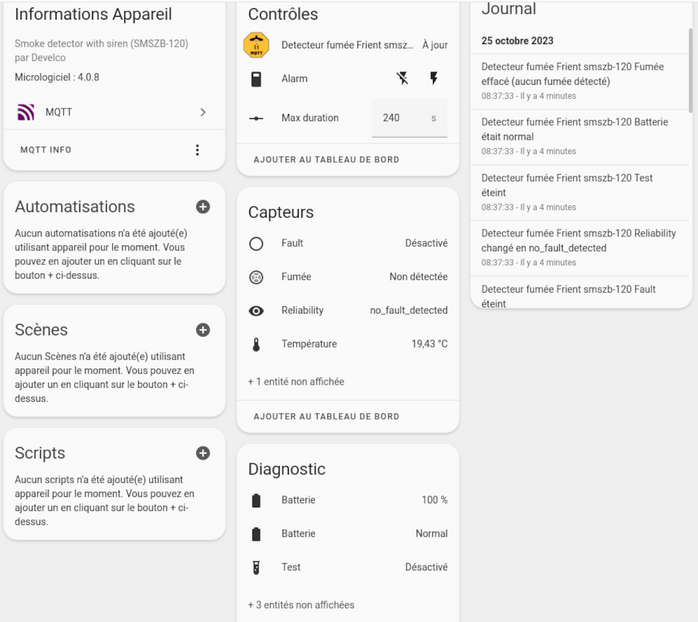 Informations Appareil
Smoke detector with siren (SMSZB-120)
par Develco
Micrologiciel : 4.0.8
MQTT
MQTT INFO
Automatisations
Aucun automatisations n'a été ajouté(e)
utilisant appareil pour le moment. Vous
pouvez en ajouter un en cliquant sur le
bouton + ci-dessus.
Scènes
Aucun Scènes n'a été ajouté(e) utilisant
appareil pour le moment. Vous pouvez en
ajouter un en cliquant sur le bouton + ci-
dessus.
Scripts
Aucun scripts n'a été ajouté(e) utilisant
appareil pour le moment. Vous pouvez en
ajouter un en cliquant sur le bouton + ci-
dessus.
Contrôles
MQTT
Detecteur fumée Frient smsz... À jour
Alarm
Max duration 240 s
AJOUTER AU TABLEAU DE BORD
Capteurs
Fault Désactivé
Fumée Non détectée
Reliability no_fault_detected
Température 19,43 °C
+ 1 entité non affichée
AJOUTER AU TABLEAU DE BORD
Diagnostic
Batterie 100 %
Batterie Normal
Test Désactivé
+ 3 entités non affichées
Journal
25 octobre 2023
Detecteur fumée Frient smszb-120 Fumée
effacé (aucun fumée détecté)
08:37:33 - Il y a 4 minutes
Detecteur fumée Frient smszb-120 Batterie
était normal
08:37:33 - Il y a 4 minutes
Detecteur fumée Frient smszb-120 Test
éteint
08:37:33 - Il y a 4 minutes
Detecteur fumée Frient smszb-120 Reliability
changé en no_fault_detected
08:37:33 - Il y a 4 minutes
Detecteur fumée Frient smszb-120 Fault
éteint